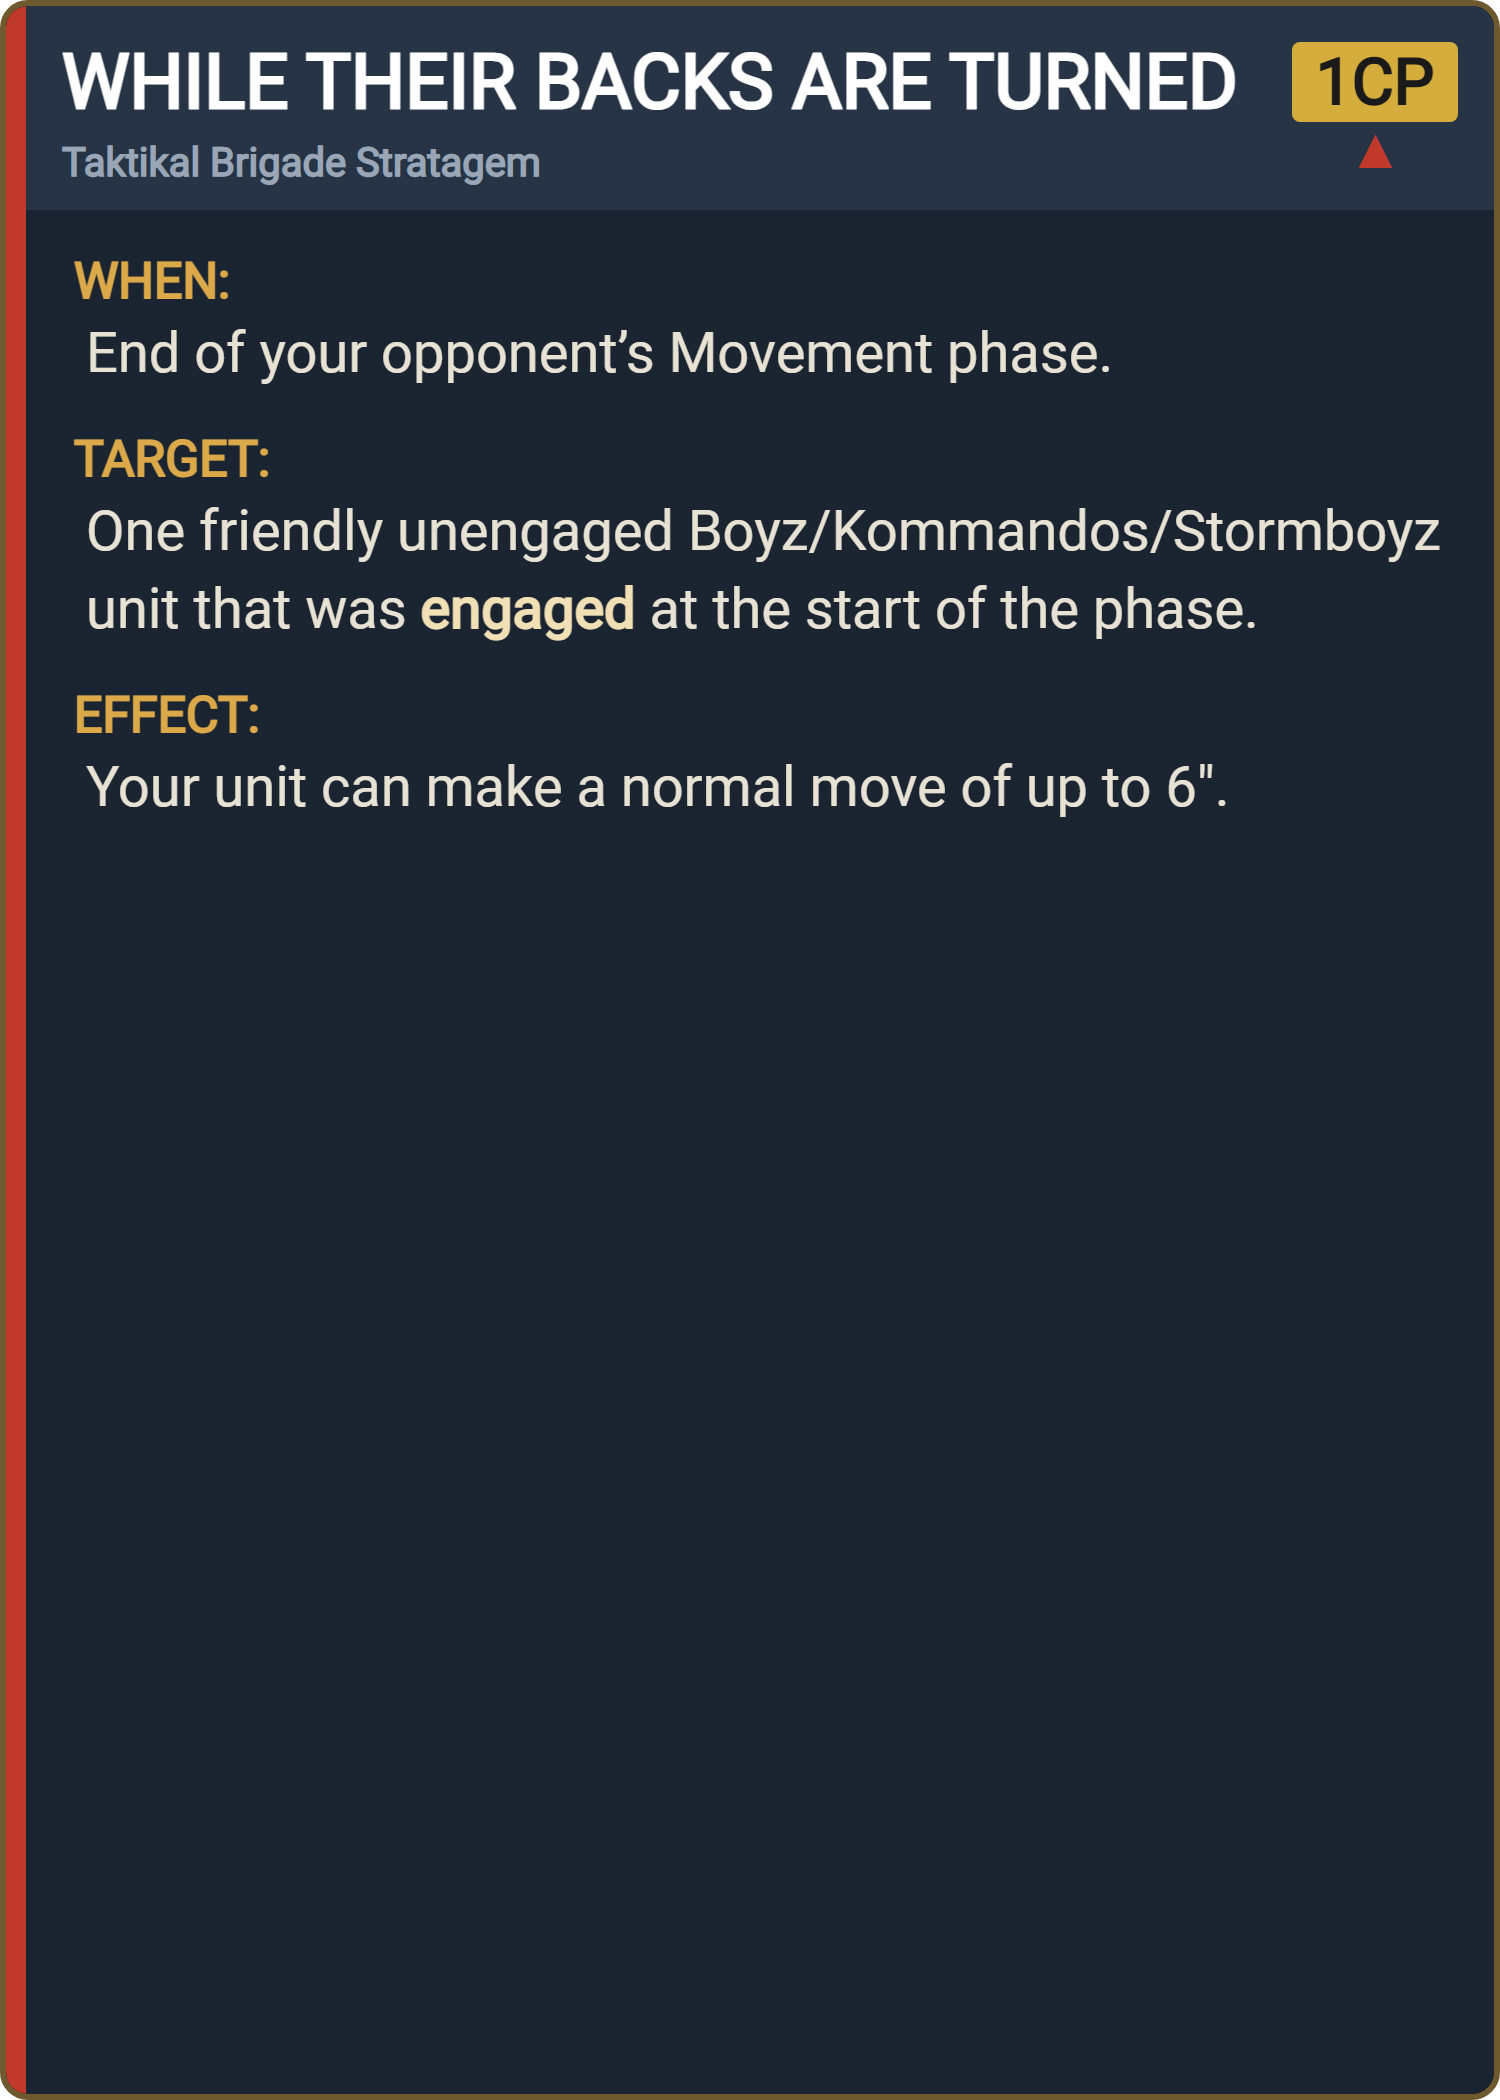 WHILE THEIR BACKS ARE TURNED
1CP
Taktikal Brigade Stratagem
WHEN:
End of your opponent’s Movement phase.
TARGET:
One friendly unengaged Boyz/Kommandos/Stormboyz
unit that was engaged at the start of the phase.
EFFECT:
Your unit can make a normal move of up to 6".